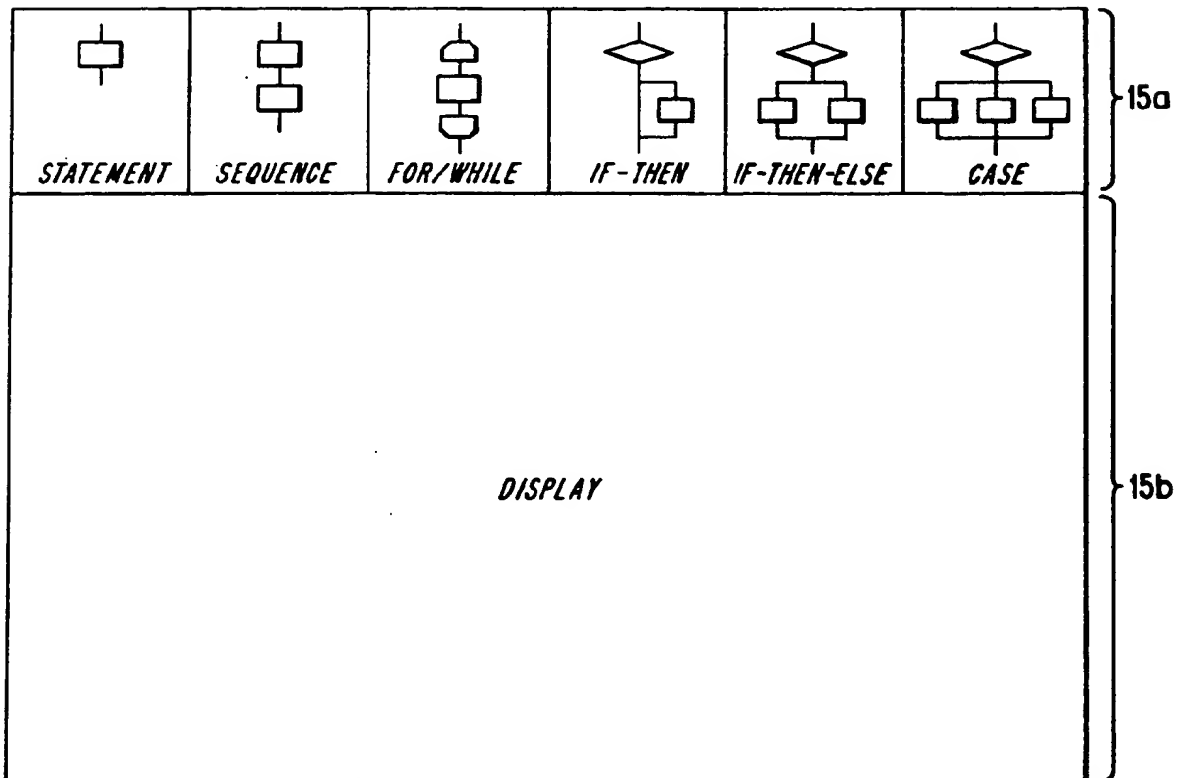 15a
STATEMENT SEQUENCE FOR/WHILE IF-THEN IF-THEN-ELSE CASE
DISPLAY
15b